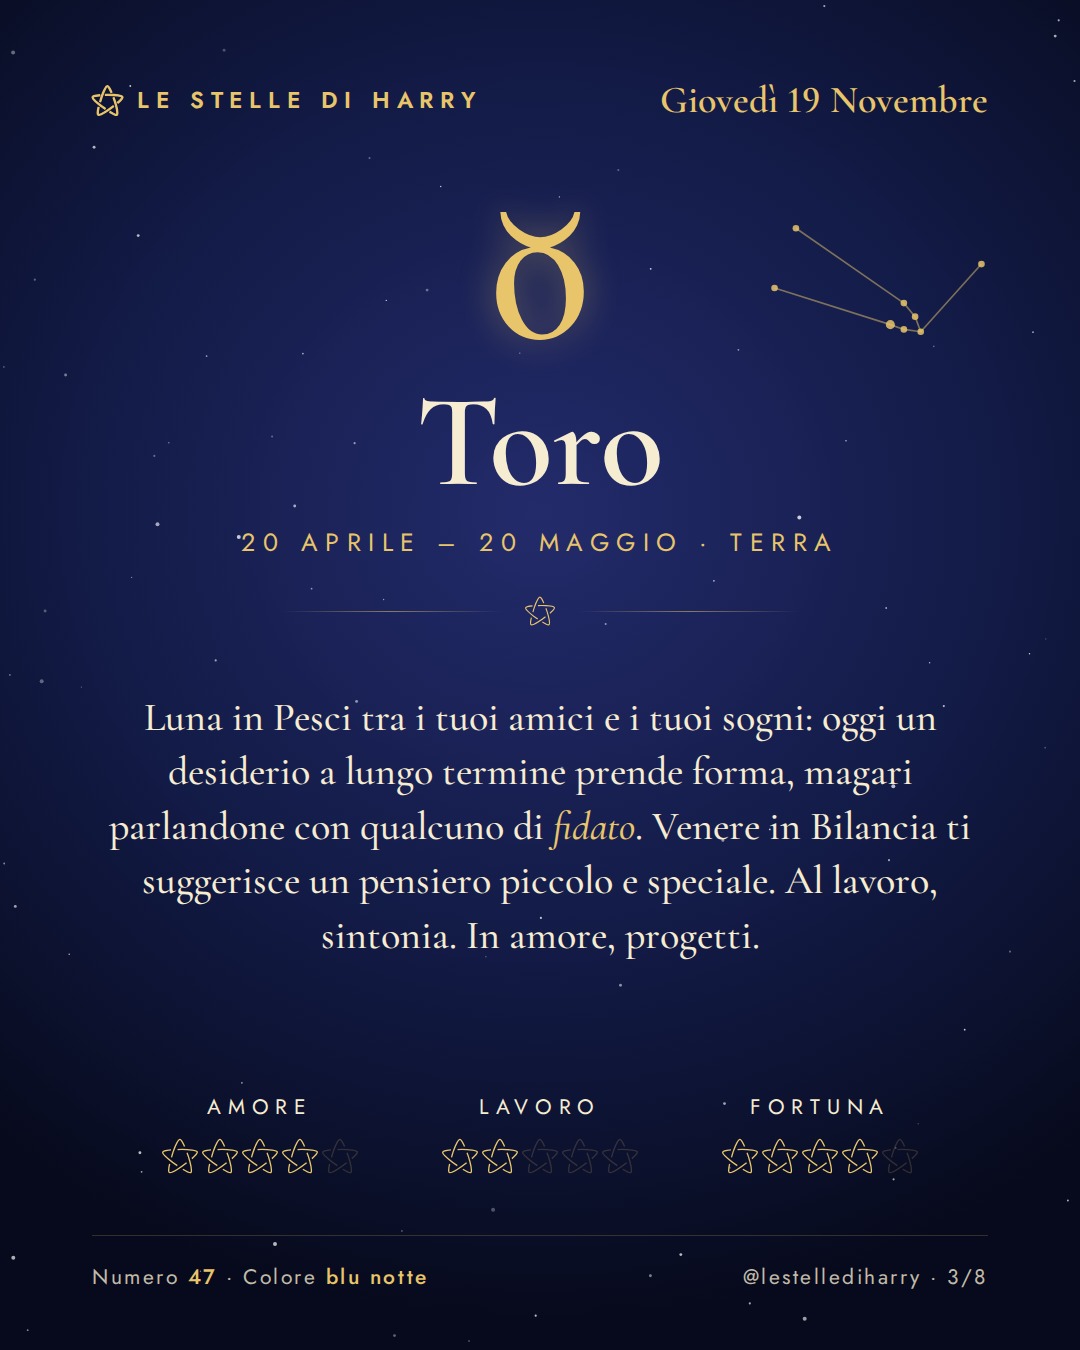 LE STELLE DI HARRY
Giovedì 19 Novembre
♉
Toro
20 APRILE – 20 MAGGIO · TERRA
Luna in Pesci tra i tuoi amici e i tuoi sogni: oggi un
desiderio a lungo termine prende forma, magari
parlandone con qualcuno di fidato. Venere in Bilancia ti
suggerisce un pensiero piccolo e speciale. Al lavoro,
sintonia. In amore, progetti.
AMORE
LAVORO
FORTUNA
Numero 47 · Colore blu notte
@lestellediharry · 3/8